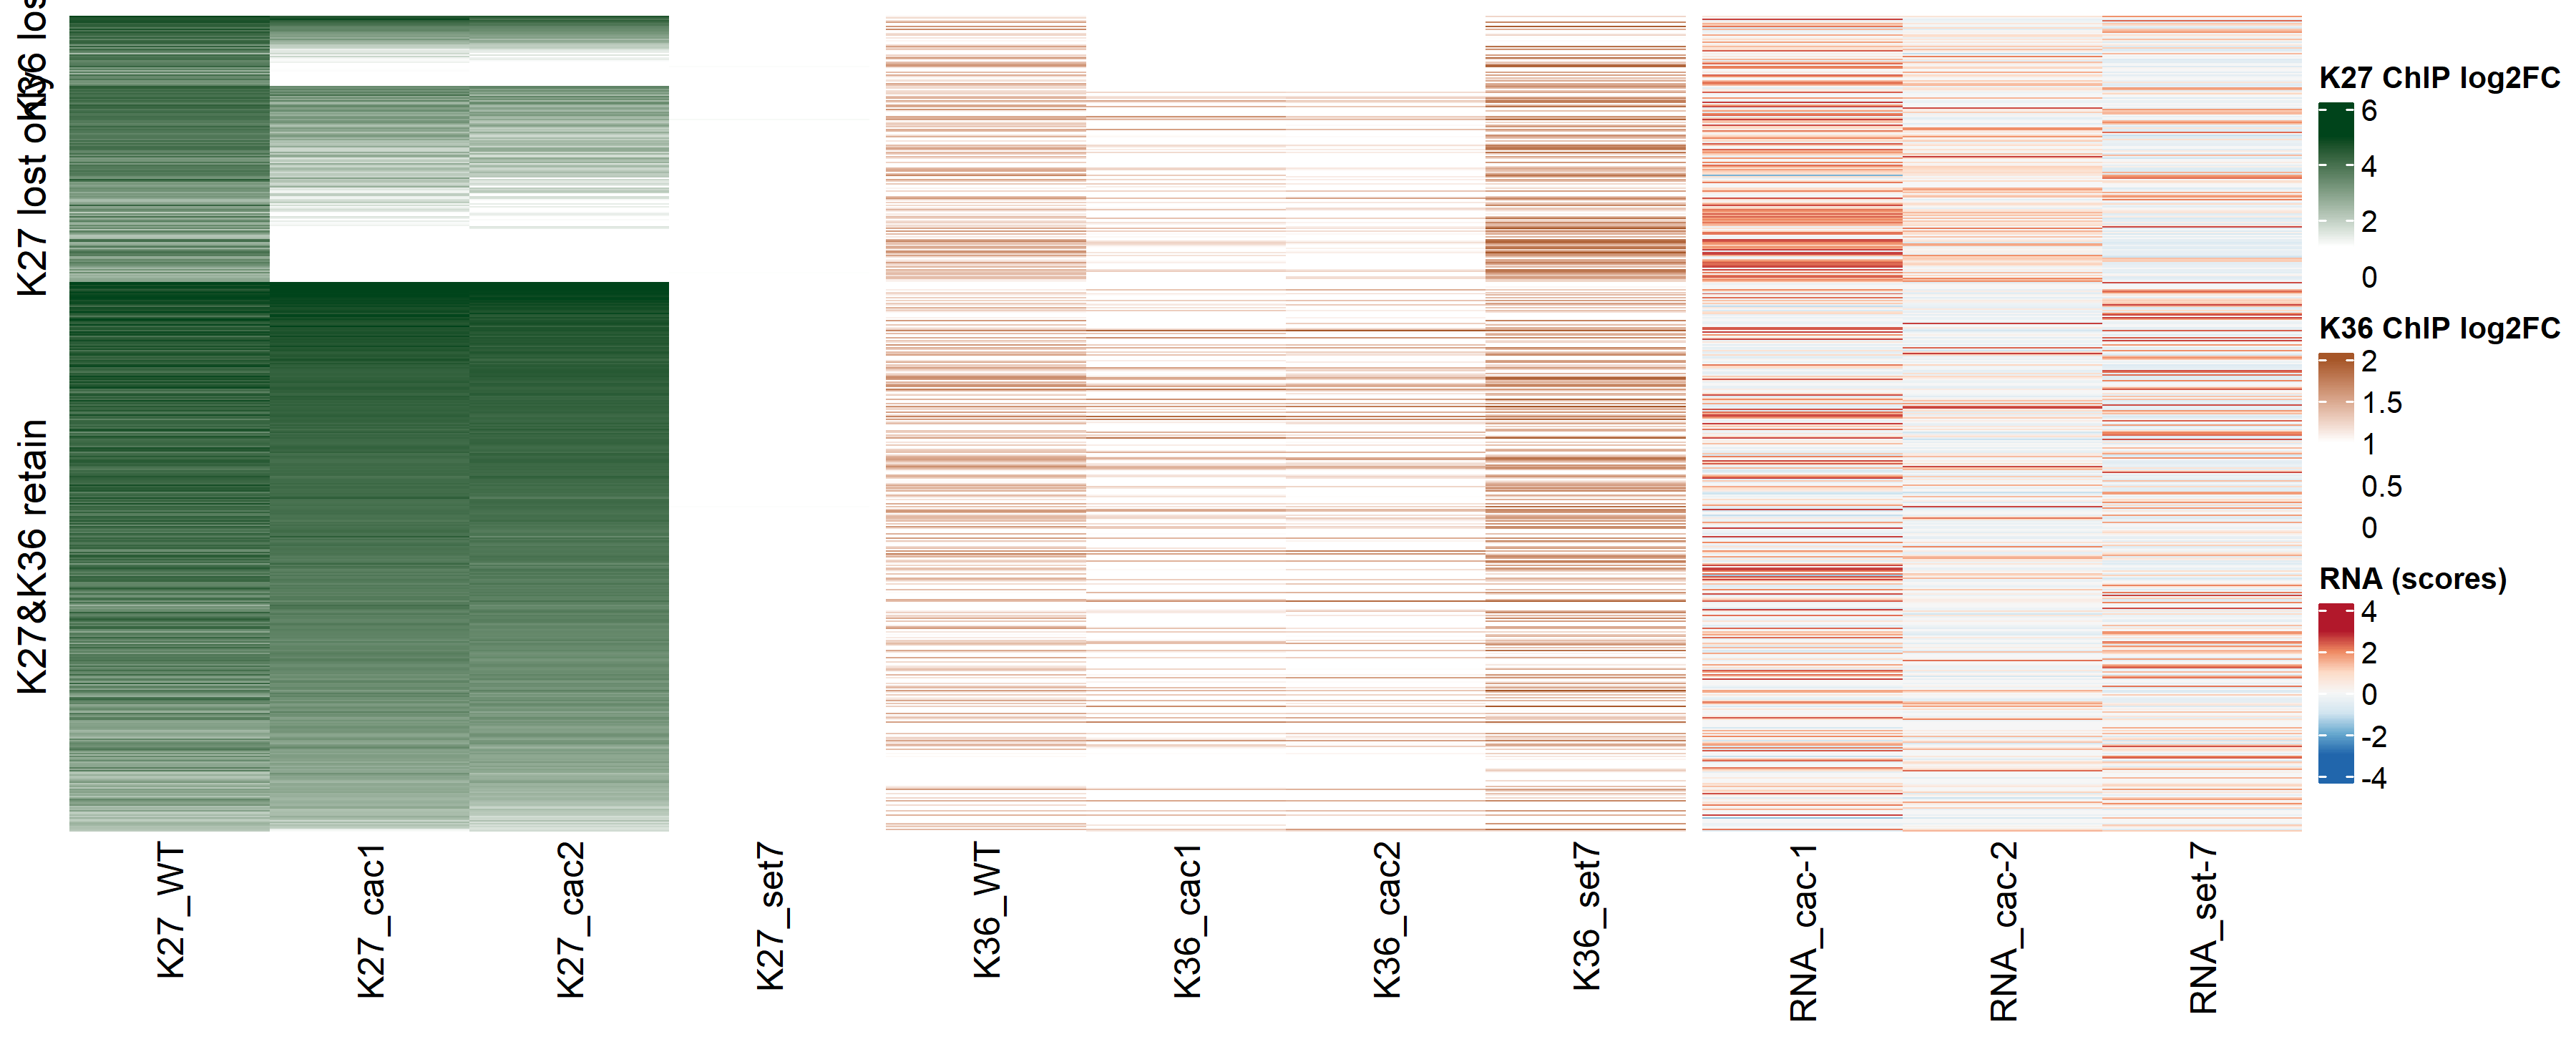 K36 los
K27 lost only
K27&K36 retain
K27_WT
K27_cac1
K27_cac2
K27_set7
K36_WT
K36_cac1
K36_cac2
K36_set7
RNA_cac-1
RNA_cac-2
RNA_set-7
K27 ChIP log2FC
6
4
2
0
K36 ChIP log2FC
2
1.5
1
0.5
0
RNA (scores)
4
2
0
-2
-4